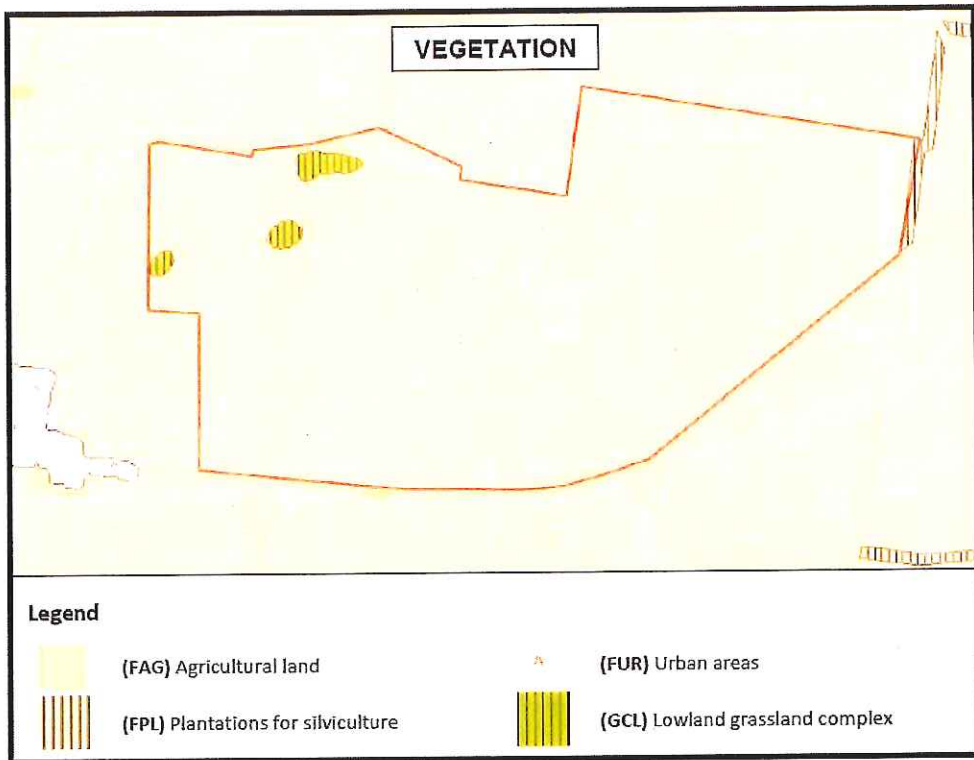 VEGETATION
Legend
(FAG) Agricultural land
(FUR) Urban areas
(FPL) Plantations for silviculture
(GCL) Lowland grassland complex